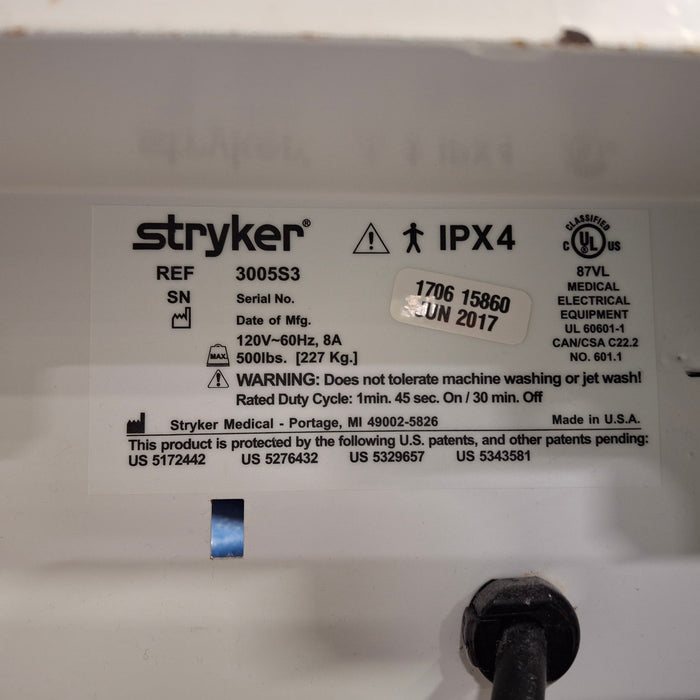 stryker®
IPX4
CLASSIFIED
C UL US
REF 3005S3
87VL
SN Serial No.
MEDICAL
ELECTRICAL
EQUIPMENT
UL 60601-1
CAN/CSA C22.2
NO. 601.1
1706 15860
JUN 2017
Date of Mfg.
120V~60Hz, 8A
MAX 500lbs. [227 Kg.]
WARNING: Does not tolerate machine washing or jet wash!
Rated Duty Cycle: 1min. 45 sec. On / 30 min. Off
Stryker Medical - Portage, MI 49002-5826 Made in U.S.A.
This product is protected by the following U.S. patents, and other patents pending:
US 5172442 US 5276432 US 5329657 US 5343581